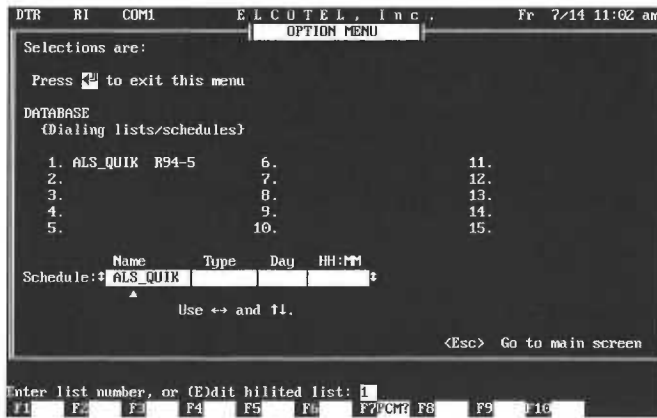 DTR RI COM1 E L C O T E L , I n c . Fr 7/14 11:02 am
OPTION MENU
Selections are:
Press ↵ to exit this menu
DATABASE
{Dialing lists/schedules}
1. ALS_QUIK R94-5 6. 11.
2. 7. 12.
3. 8. 13.
4. 9. 14.
5. 10. 15.
Name Type Day HH:MM
Schedule:↕ ALS_QUIK ↕
Use ↔ and ↑↓.
<Esc> Go to main screen
Enter list number, or (E)dit hilited list: 1
F1 F2 F3 F4 F5 F6 F7PCM? F8 F9 F10